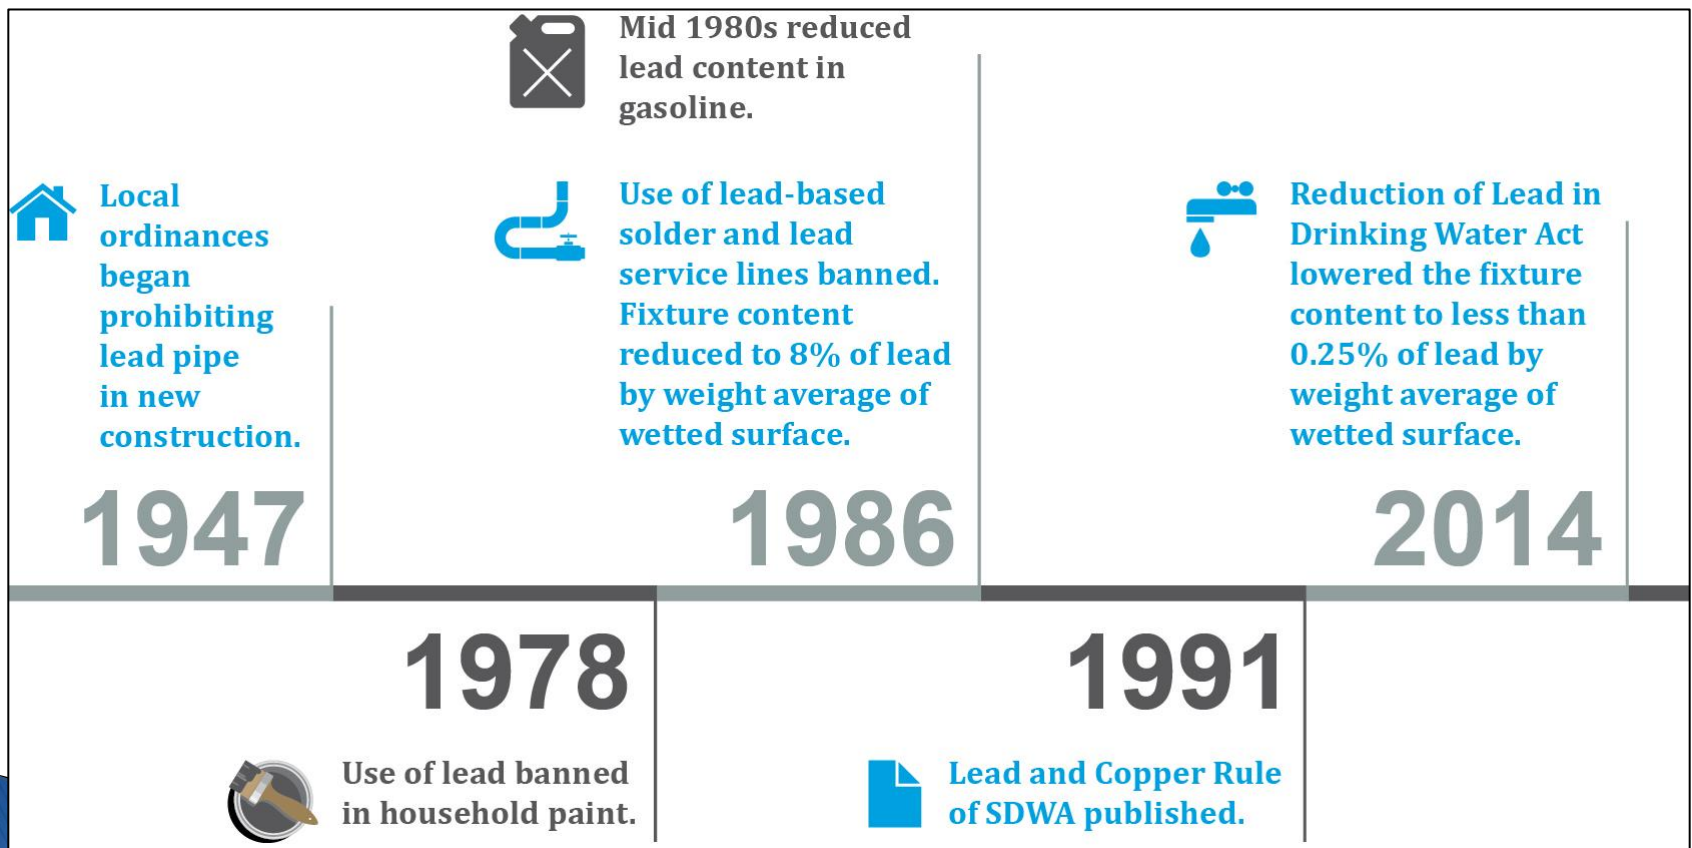 Mid 1980s reduced
lead content in
gasoline.
Local
ordinances
began
prohibiting
lead pipe
in new
construction.
1947
Use of lead-based
solder and lead
service lines banned.
Fixture content
reduced to 8% of lead
by weight average of
wetted surface.
1986
Reduction of Lead in
Drinking Water Act
lowered the fixture
content to less than
0.25% of lead by
weight average of
wetted surface.
2014
1978
Use of lead banned
in household paint.
1991
Lead and Copper Rule
of SDWA published.